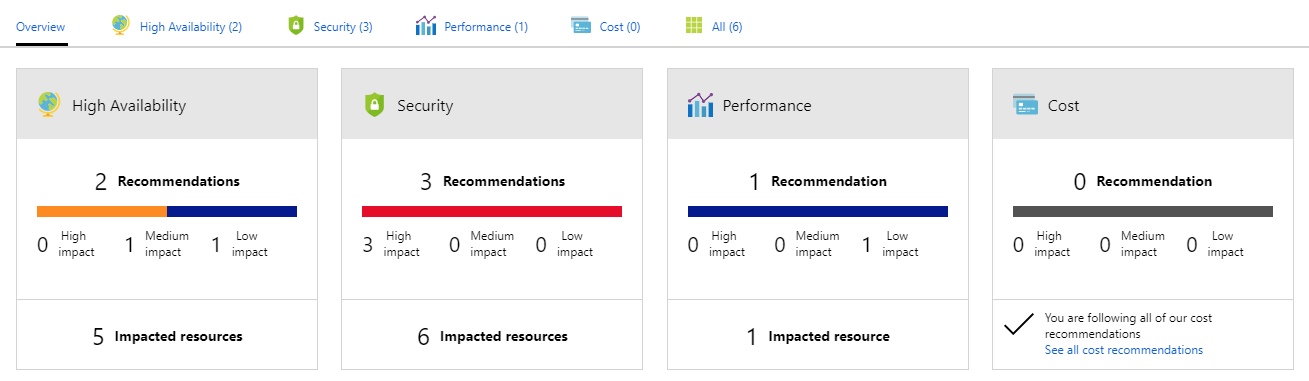 Overview
High Availability (2)
Security (3)
Performance (1)
Cost (0)
All (6)
High Availability
2 Recommendations
0 High impact
1 Medium impact
1 Low impact
5 Impacted resources
Security
3 Recommendations
3 High impact
0 Medium impact
0 Low impact
6 Impacted resources
Performance
1 Recommendation
0 High impact
0 Medium impact
1 Low impact
1 Impacted resource
Cost
0 Recommendation
0 High impact
0 Medium impact
0 Low impact
You are following all of our cost
recommendations
See all cost recommendations